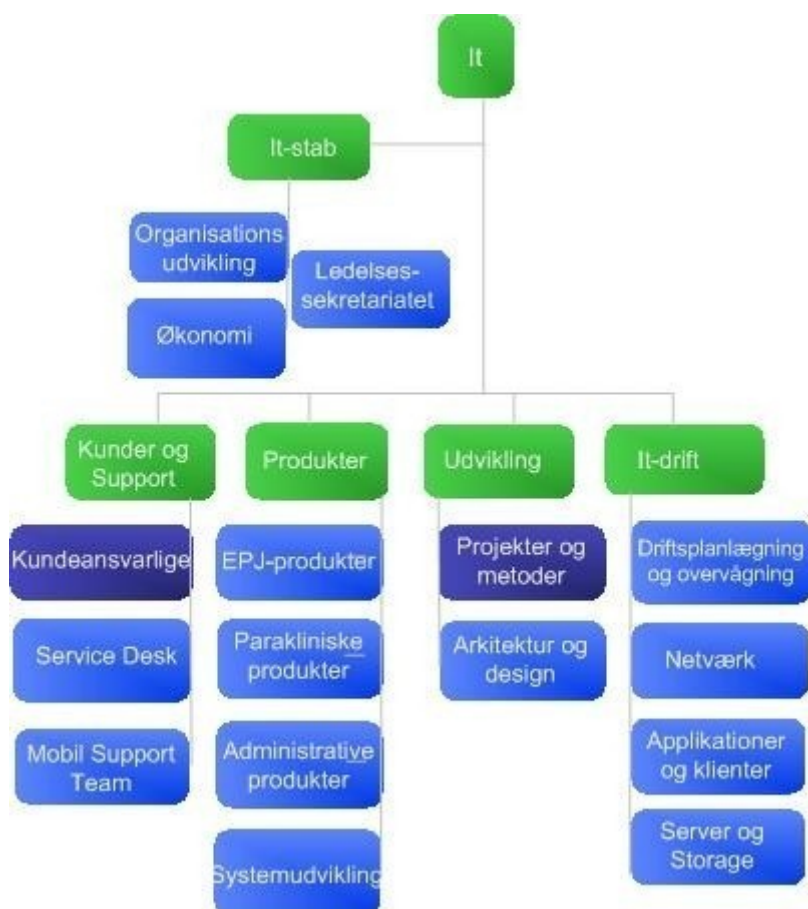 It
It-stab
Organisations
udvikling
Ledelses-
sekretariatet
Økonomi
Kunder og
Support
Produkter
Udvikling
It-drift
Kundeansvarlige
EPJ-produkter
Projekter og
metoder
Driftsplanlægning
og overvågning
Service Desk
Parakliniske
produkter
Arkitektur og
design
Netværk
Mobil Support
Team
Administrative
produkter
Applikationer
og klienter
Systemudvikling
Server og
Storage